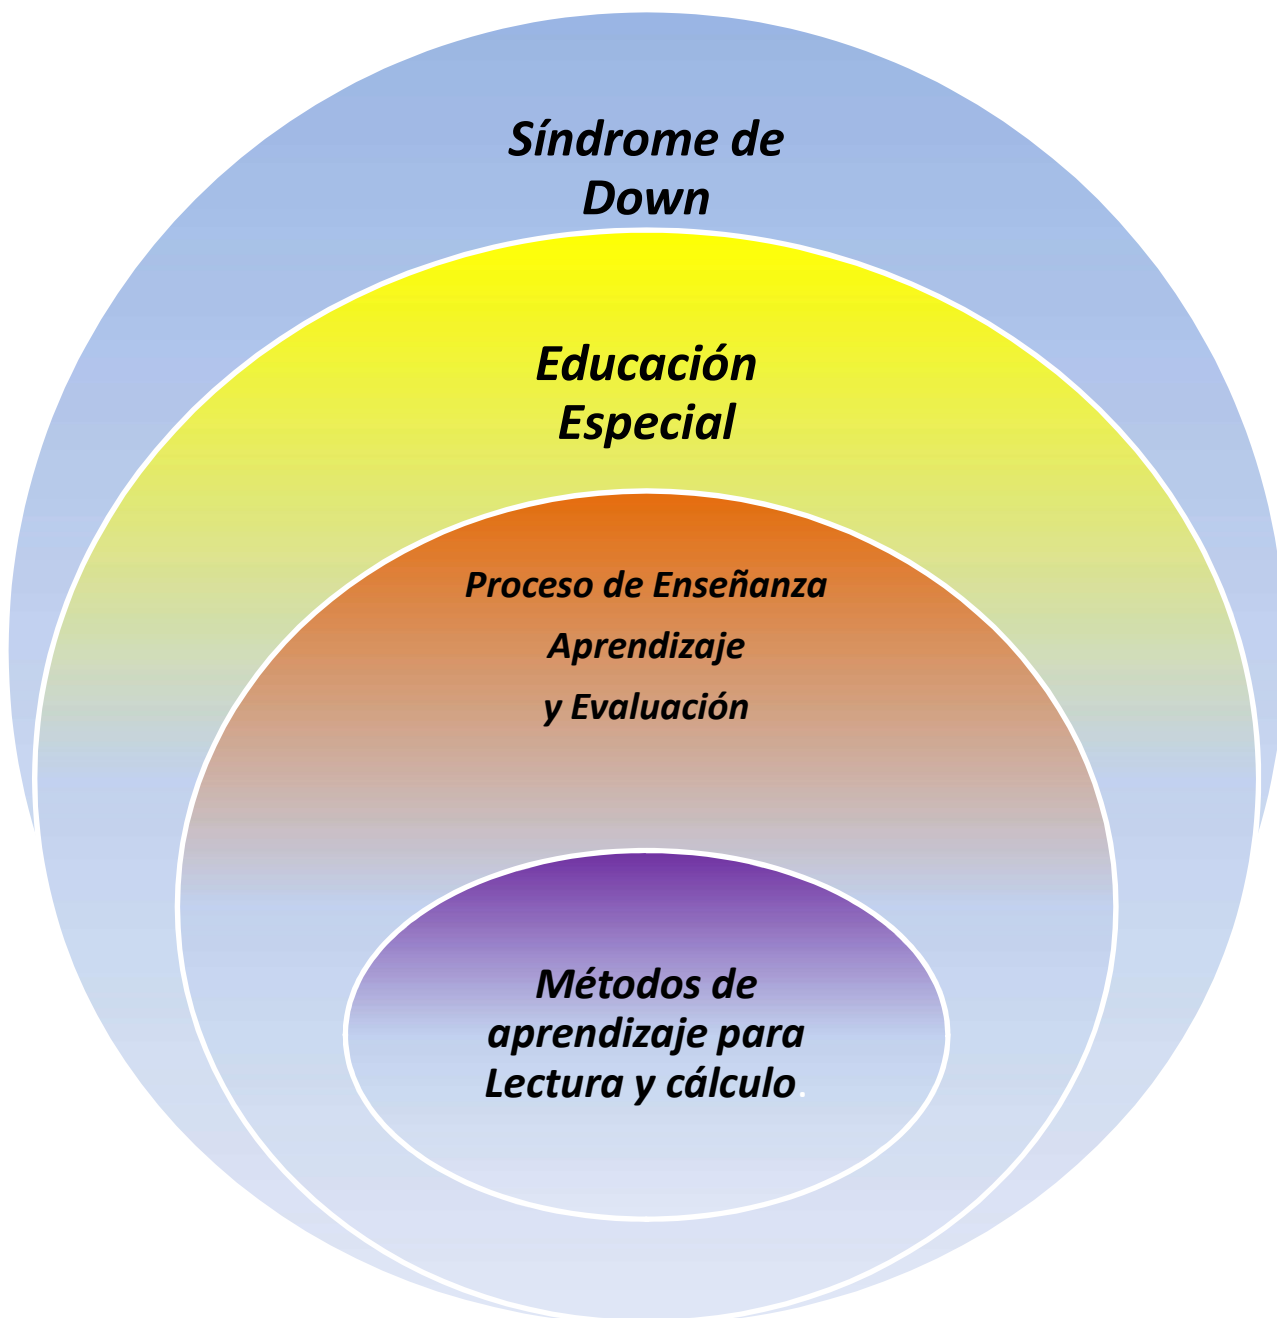 Síndrome de
Down
Educación
Especial
Proceso de Enseñanza
Aprendizaje
y Evaluación
Métodos de
aprendizaje para
Lectura y cálculo.